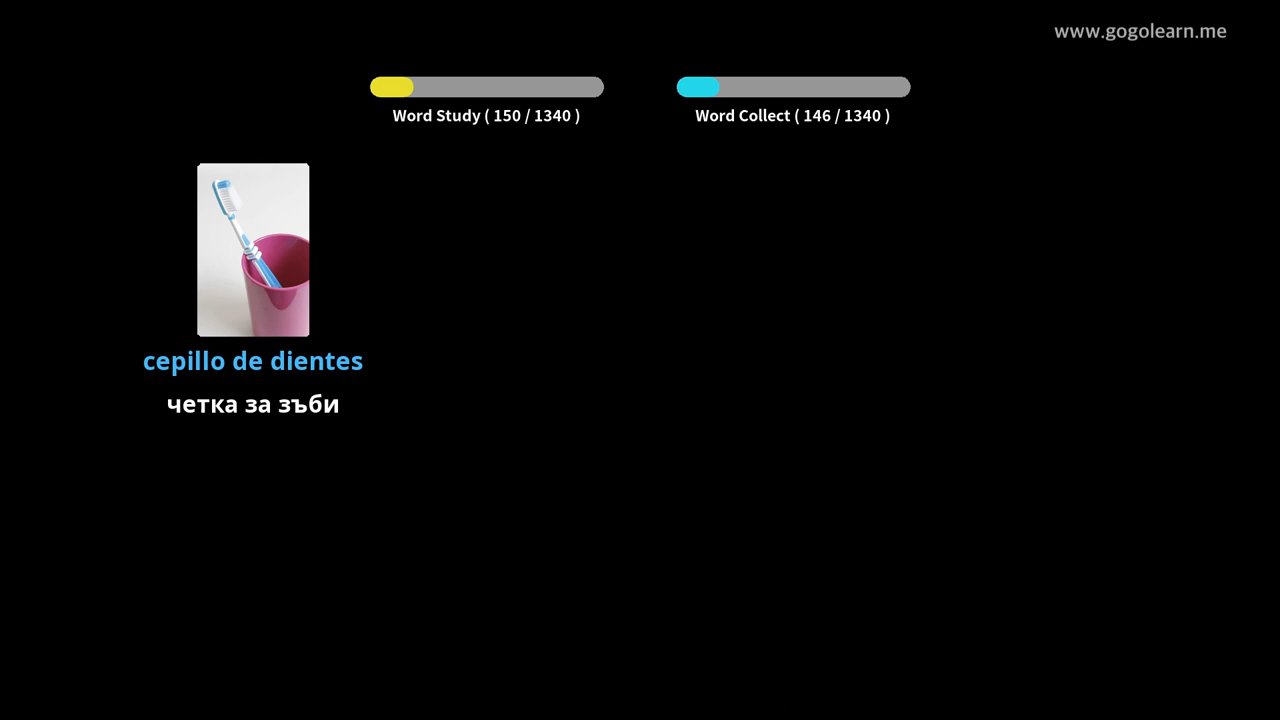 www.gogolearn.me
Word Study ( 150 / 1340 )
Word Collect ( 146 / 1340 )
cepillo de dientes
четка за зъби